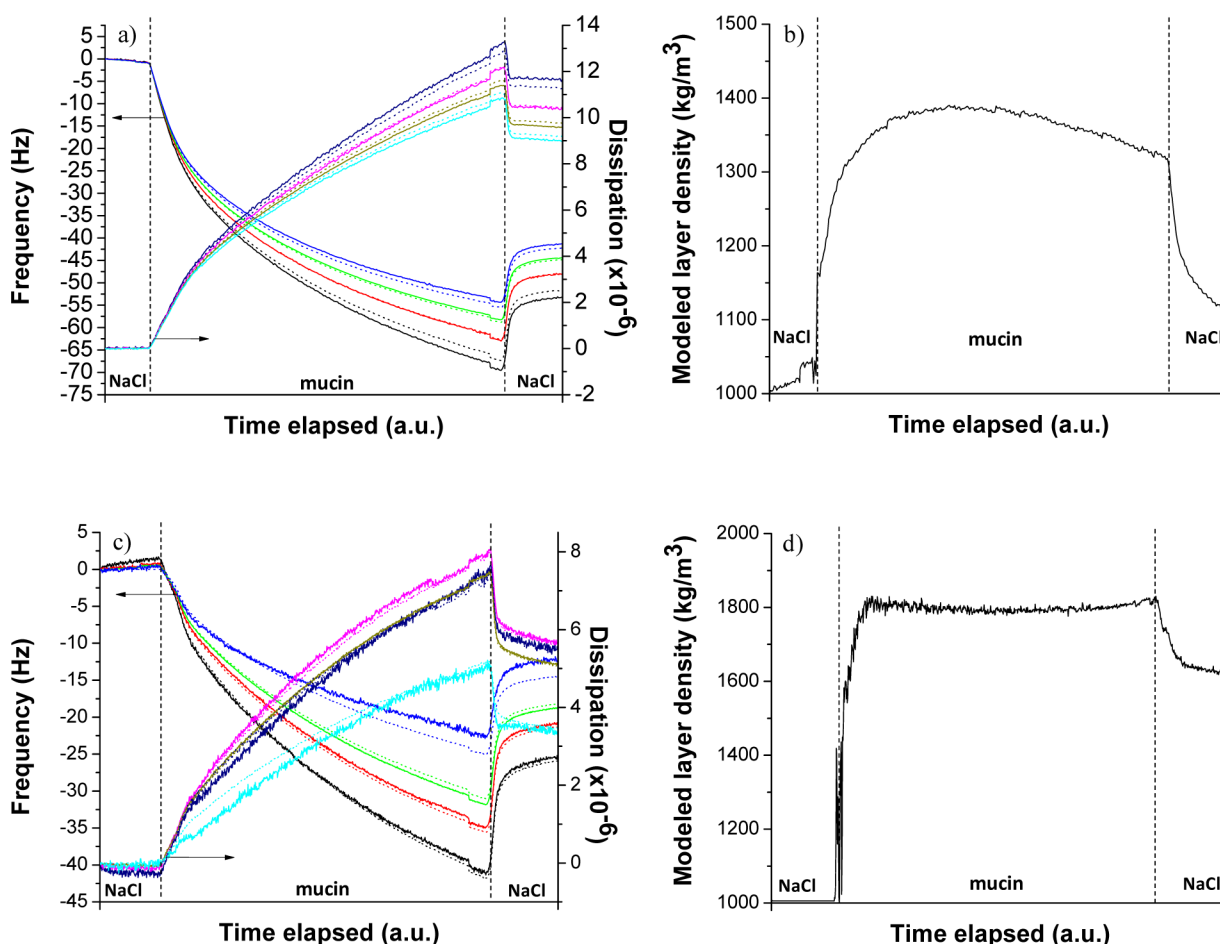 a)
Frequency (Hz)
5
0
-5
-10
-15
-20
-25
-30
-35
-40
-45
-50
-55
-60
-65
-70
-75
14
12
10
8
6
4
2
0
-2
Dissipation (x10-6)
NaCl
mucin
NaCl
Time elapsed (a.u.)
b)
Modeled layer density (kg/m3)
1500
1400
1300
1200
1100
1000
NaCl
mucin
NaCl
Time elapsed (a.u.)
c)
Frequency (Hz)
5
0
-5
-10
-15
-20
-25
-30
-35
-40
-45
8
6
4
2
0
Dissipation (x10-6)
NaCl
mucin
NaCl
Time elapsed (a.u.)
d)
Modeled layer density (kg/m3)
2000
1800
1600
1400
1200
1000
NaCl
mucin
NaCl
Time elapsed (a.u.)